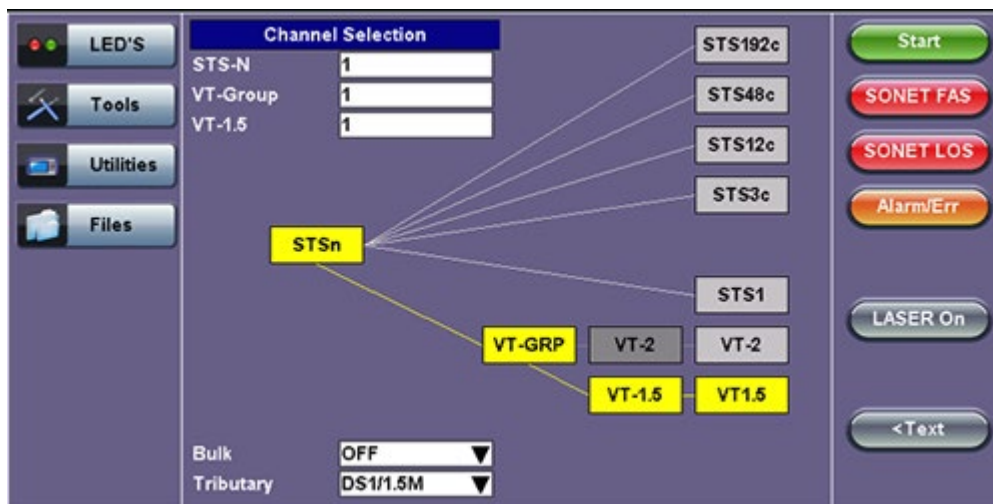 LED'S
Tools
Utilities
Files
Channel Selection
STS-N 1
VT-Group 1
VT-1.5 1
STS192c
STS48c
STS12c
STS3c
STSn
STS1
VT-GRP VT-2 VT-2
VT-1.5 VT1.5
Bulk OFF
Tributary DS1/1.5M
Start
SONET FAS
SONET LOS
Alarm/Err
LASER On
<Text